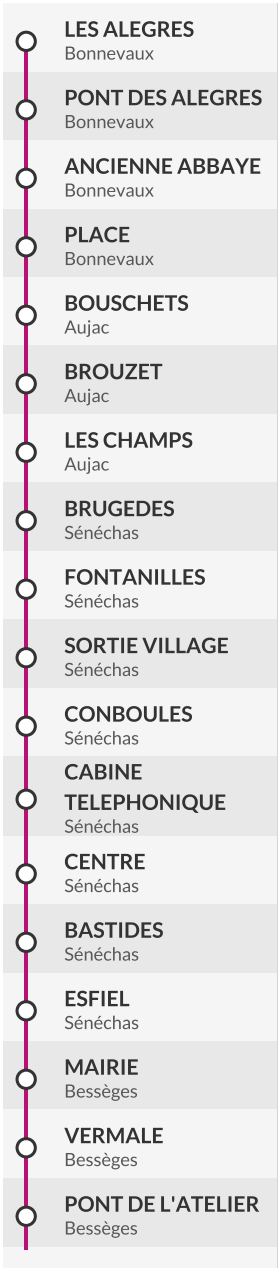 LES ALEGRES
Bonnevaux
PONT DES ALEGRES
Bonnevaux
ANCIENNE ABBAYE
Bonnevaux
PLACE
Bonnevaux
BOUSCHETS
Aujac
BROUZET
Aujac
LES CHAMPS
Aujac
BRUGEDES
Sénéchas
FONTANILLES
Sénéchas
SORTIE VILLAGE
Sénéchas
CONBOULES
Sénéchas
CABINE
TELEPHONIQUE
Sénéchas
CENTRE
Sénéchas
BASTIDES
Sénéchas
ESFIEL
Sénéchas
MAIRIE
Bessèges
VERMALE
Bessèges
PONT DE L'ATELIER
Bessèges